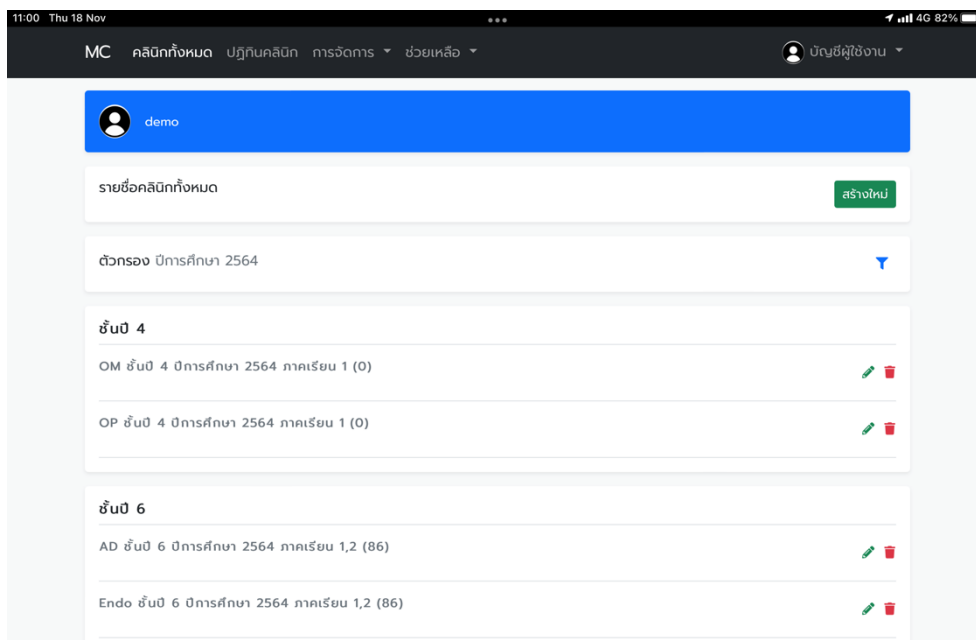 11:00 Thu 18 Nov 4G 82%
MC คลินิกทั้งหมด ปฏิทินคลินิก การจัดการ ช่วยเหลือ บัญชีผู้ใช้งาน
demo
รายชื่อคลินิกทั้งหมด สร้างใหม่
ตัวกรอง ปีการศึกษา 2564
ชั้นปี 4
OM ชั้นปี 4 ปีการศึกษา 2564 ภาคเรียน 1 (0)
OP ชั้นปี 4 ปีการศึกษา 2564 ภาคเรียน 1 (0)
ชั้นปี 6
AD ชั้นปี 6 ปีการศึกษา 2564 ภาคเรียน 1,2 (86)
Endo ชั้นปี 6 ปีการศึกษา 2564 ภาคเรียน 1,2 (86)